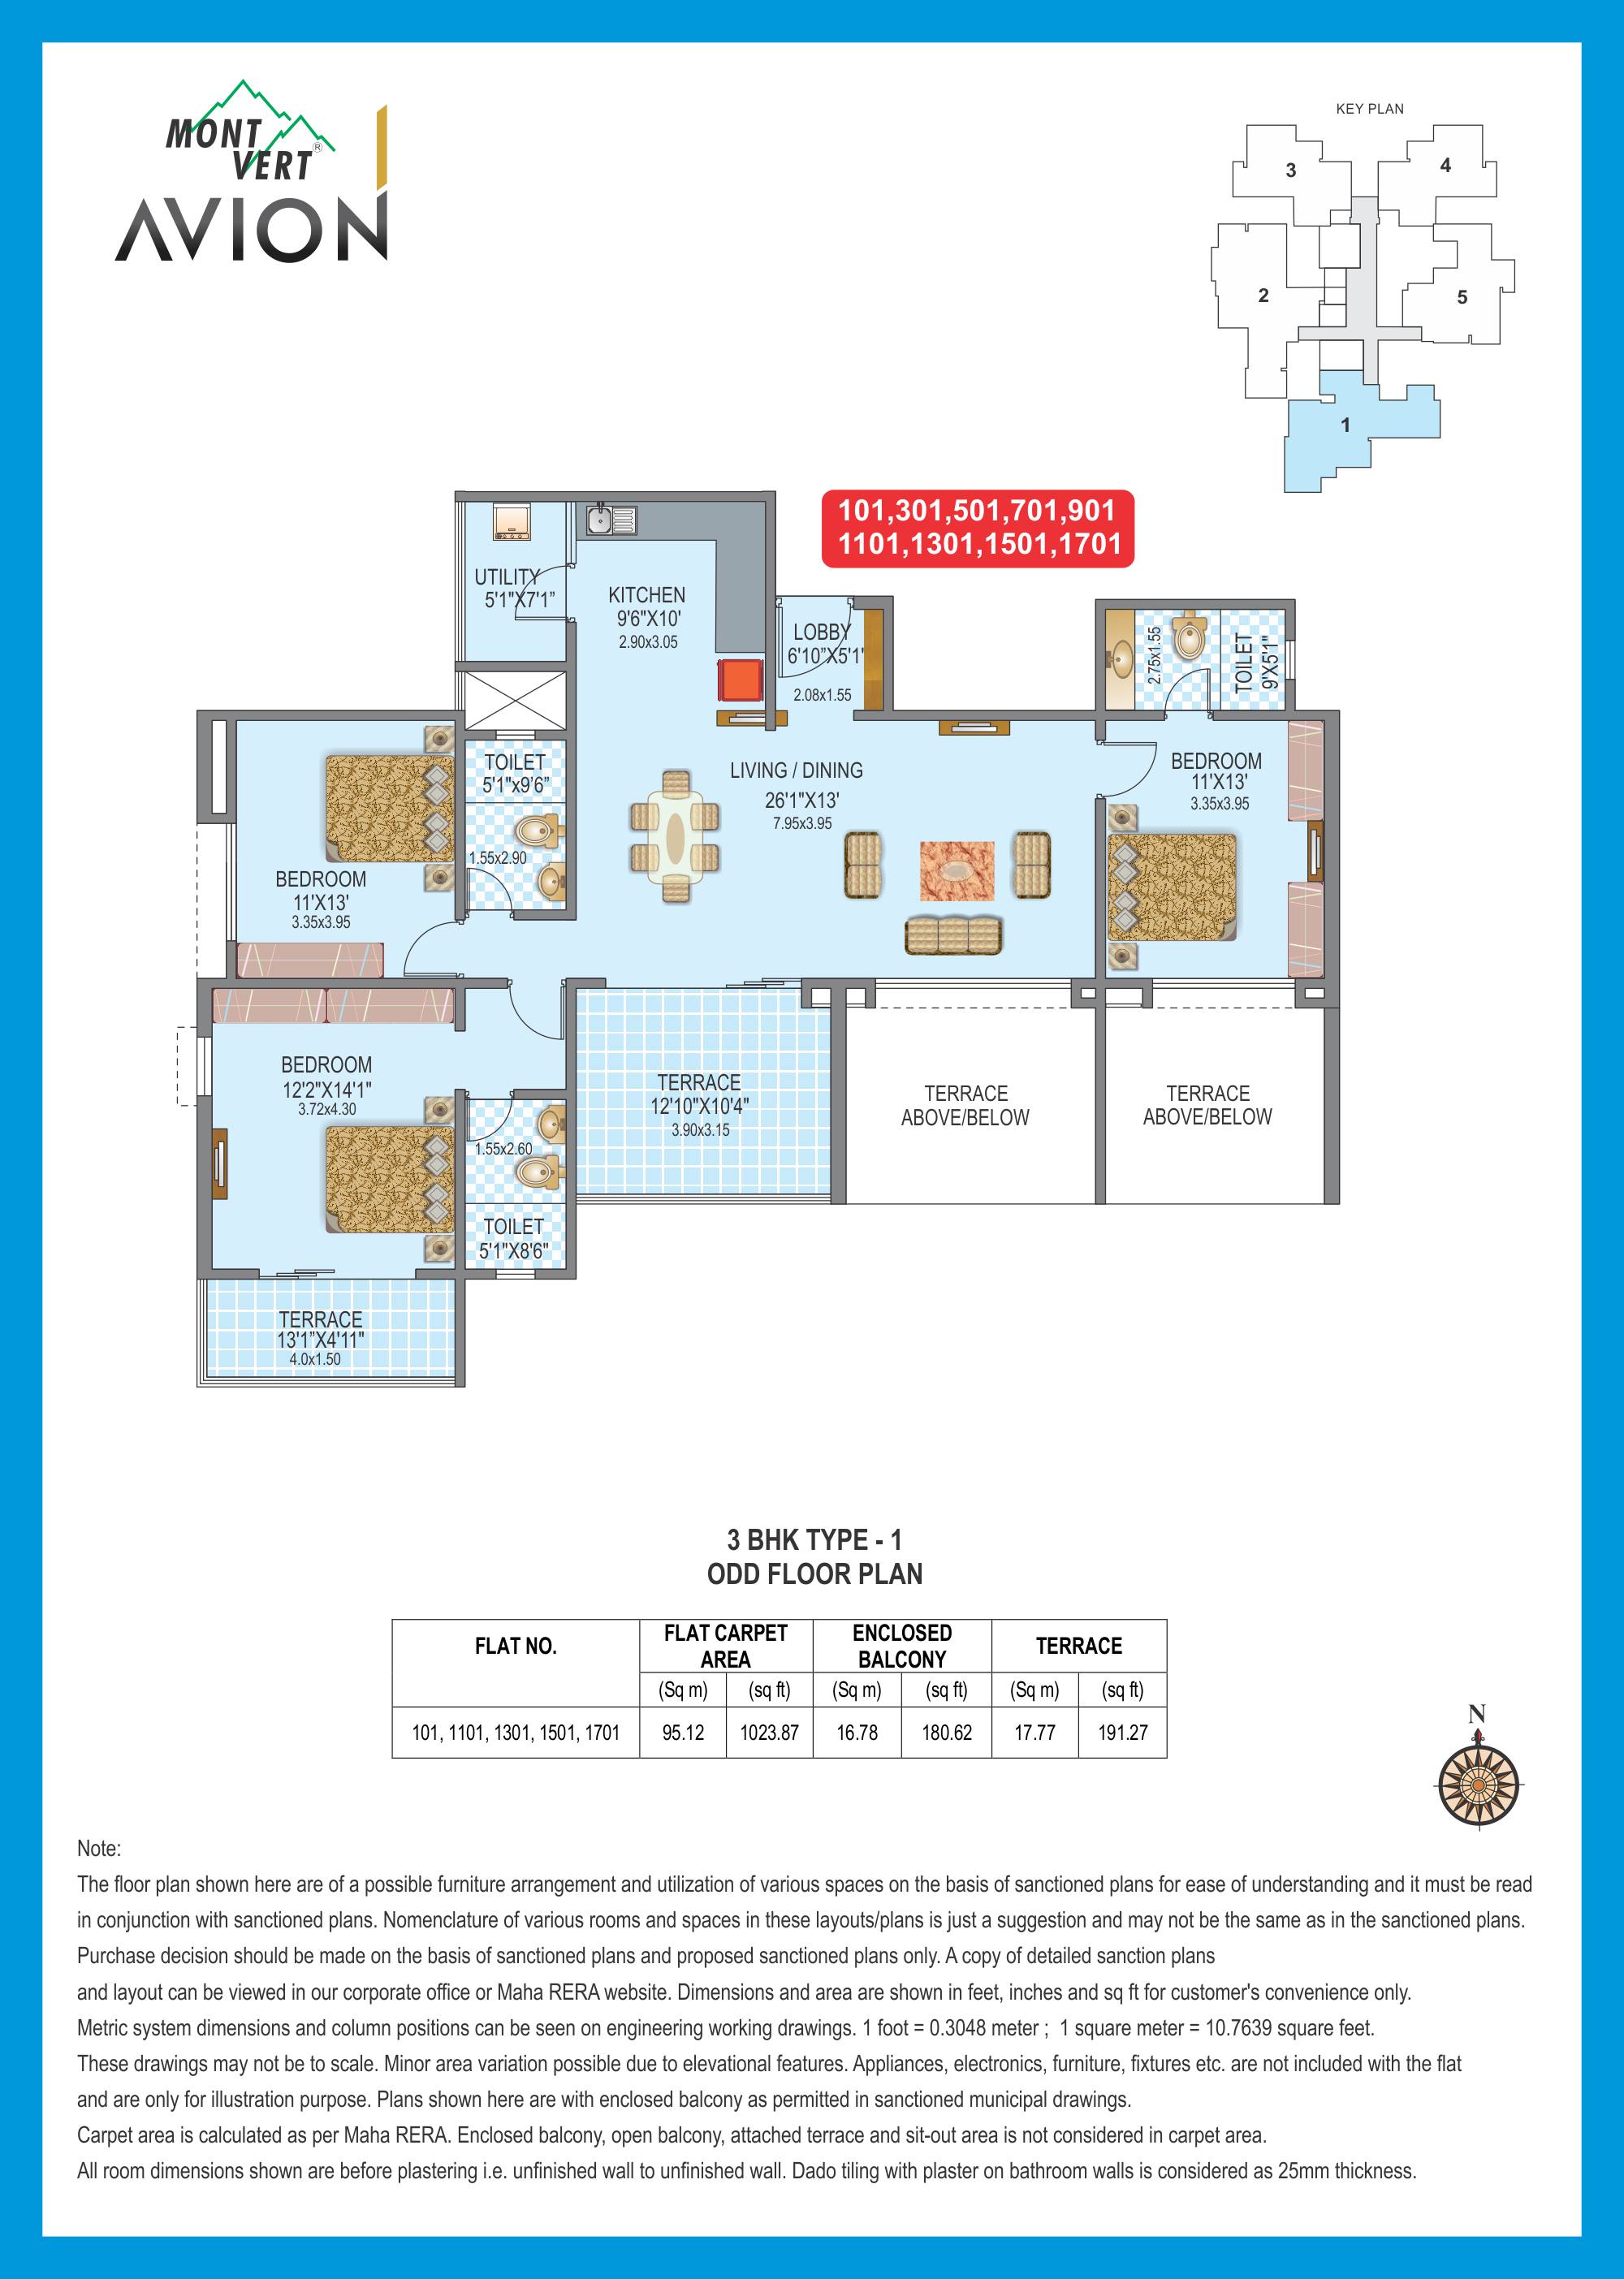 MONT
VERT®
AVION
KEY PLAN
3
4
2
5
1
101,301,501,701,901
1101,1301,1501,1701
UTILITY
5'1"X7'1”
KITCHEN
9'6"X10'
2.90x3.05
LOBBY
6'10"X5'1'
2.08x1.55
2.75x1.55
TOILET
9'X5'1"
TOILET
5'1"x9'6”
1.55x2.90
LIVING / DINING
26'1"X13'
7.95x3.95
BEDROOM
11'X13'
3.35x3.95
BEDROOM
11'X13'
3.35x3.95
BEDROOM
12'2"X14'1"
3.72x4.30
TERRACE
12'10"X10'4"
3.90x3.15
TERRACE
ABOVE/BELOW
TERRACE
ABOVE/BELOW
1.55x2.60
TOILET
5'1"X8'6"
TERRACE
13'1”X4'11"
4.0x1.50
3 BHK TYPE - 1
ODD FLOOR PLAN
FLAT NO. FLAT CARPET AREA ENCLOSED BALCONY TERRACE
(Sq m) (sq ft) (Sq m) (sq ft) (Sq m) (sq ft)
101, 1101, 1301, 1501, 1701 95.12 1023.87 16.78 180.62 17.77 191.27
N
Note:
The floor plan shown here are of a possible furniture arrangement and utilization of various spaces on the basis of sanctioned plans for ease of understanding and it must be read
in conjunction with sanctioned plans. Nomenclature of various rooms and spaces in these layouts/plans is just a suggestion and may not be the same as in the sanctioned plans.
Purchase decision should be made on the basis of sanctioned plans and proposed sanctioned plans only. A copy of detailed sanction plans
and layout can be viewed in our corporate office or Maha RERA website. Dimensions and area are shown in feet, inches and sq ft for customer's convenience only.
Metric system dimensions and column positions can be seen on engineering working drawings. 1 foot = 0.3048 meter ; 1 square meter = 10.7639 square feet.
These drawings may not be to scale. Minor area variation possible due to elevational features. Appliances, electronics, furniture, fixtures etc. are not included with the flat
and are only for illustration purpose. Plans shown here are with enclosed balcony as permitted in sanctioned municipal drawings.
Carpet area is calculated as per Maha RERA. Enclosed balcony, open balcony, attached terrace and sit-out area is not considered in carpet area.
All room dimensions shown are before plastering i.e. unfinished wall to unfinished wall. Dado tiling with plaster on bathroom walls is considered as 25mm thickness.